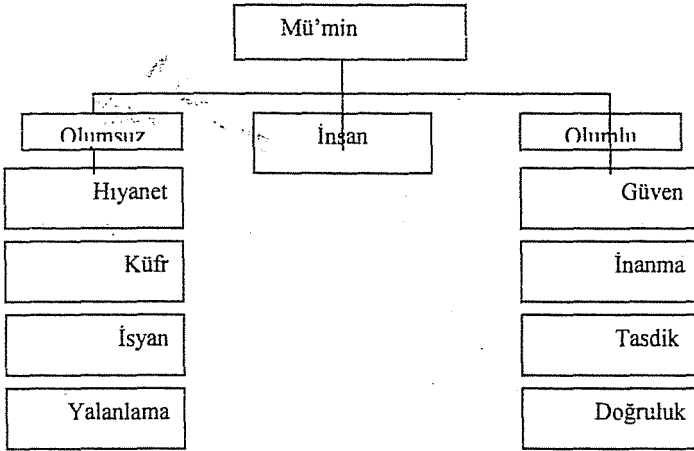 Mü'min
Olumsuz İnsan Olumlu
Hıyanet Güven
Küfr İnanma
İsyan Tasdik
Yalanlama Doğruluk